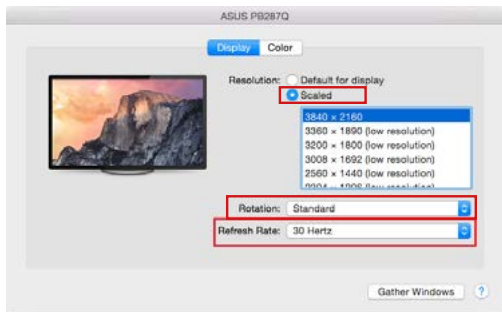 ASUS PB287Q
Display Color
Resolution: Default for display
Scaled
3840 × 2160
3360 × 1890 (low resolution)
3200 × 1800 (low resolution)
3008 × 1692 (low resolution)
2560 × 1440 (low resolution)
Rotation: Standard
Refresh Rate: 30 Hertz
Gather Windows ?